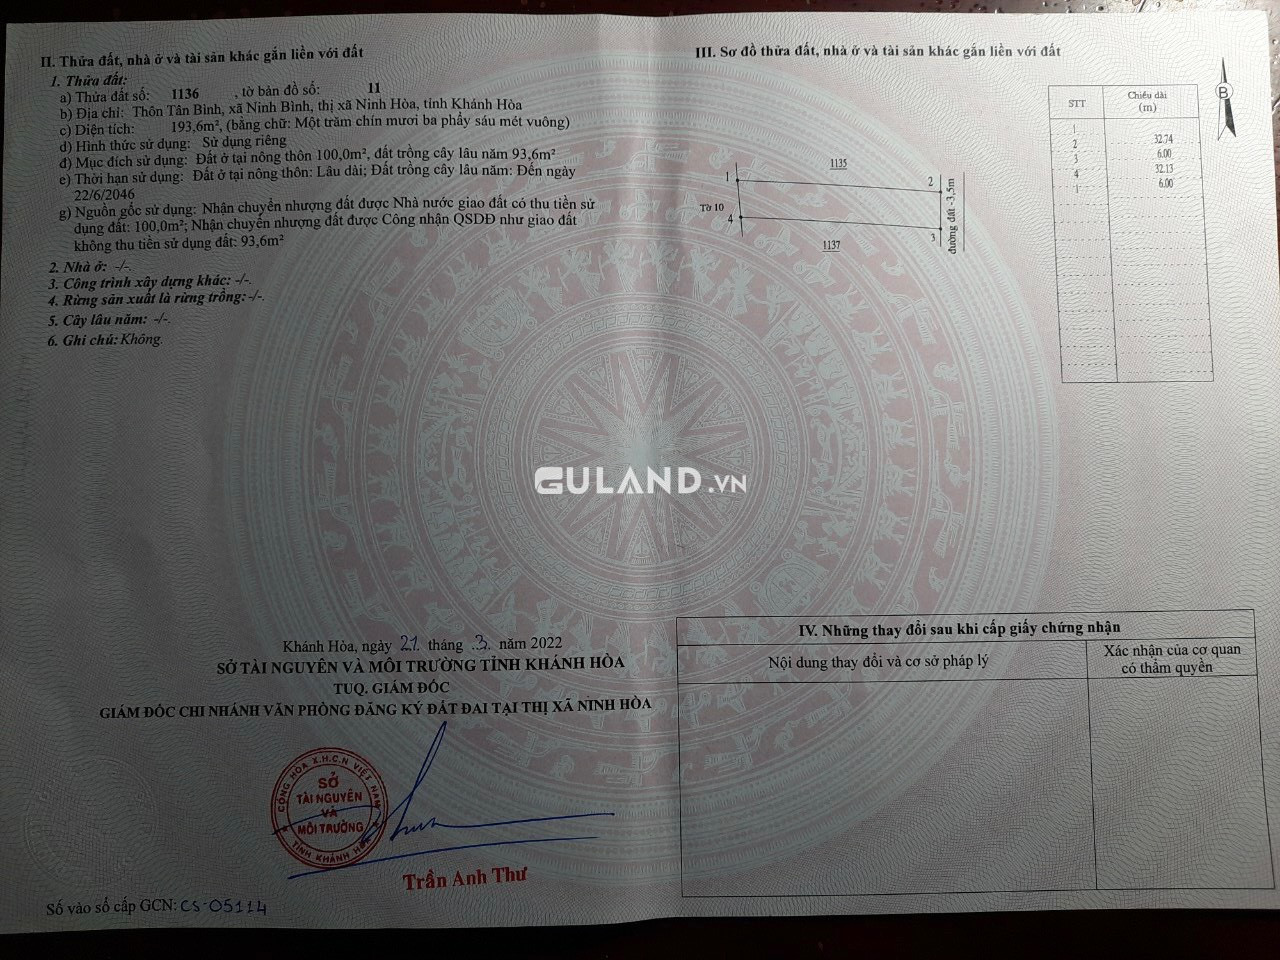 II. Thửa đất, nhà ở và tài sản khác gắn liền với đất
1. Thửa đất:
a) Thửa đất số: 1136 , tờ bản đồ số: 11
b) Địa chỉ: Thôn Tân Bình, xã Ninh Bình, thị xã Ninh Hòa, tỉnh Khánh Hòa
c) Diện tích: 193,6m², (bằng chữ: Một trăm chín mươi ba phẩy sáu mét vuông)
d) Hình thức sử dụng: Sử dụng riêng
đ) Mục đích sử dụng: Đất ở tại nông thôn 100,0m², đất trồng cây lâu năm 93,6m²
e) Thời hạn sử dụng: Đất ở tại nông thôn: Lâu dài; Đất trồng cây lâu năm: Đến ngày
22/6/2046
g) Nguồn gốc sử dụng: Nhận chuyển nhượng đất được Nhà nước giao đất có thu tiền sử
dụng đất: 100,0m²; Nhận chuyển nhượng đất được Công nhận QSDĐ như giao đất
không thu tiền sử dụng đất: 93,6m²
2. Nhà ở: -/-.
3. Công trình xây dựng khác: -/-.
4. Rừng sản xuất là rừng trồng: -/-.
5. Cây lâu năm: -/-.
6. Ghi chú: Không.
Khánh Hòa, ngày 21 tháng 3 năm 2022
SỞ TÀI NGUYÊN VÀ MÔI TRƯỜNG TỈNH KHÁNH HÒA
TUQ. GIÁM ĐỐC
GIÁM ĐỐC CHI NHÁNH VĂN PHÒNG ĐĂNG KÝ ĐẤT ĐAI TẠI THỊ XÃ NINH HÒA
CỘNG HÒA X.H.C.N VIỆT NAM
SỞ
TÀI NGUYÊN
VÀ
MÔI TRƯỜNG
TỈNH KHÁNH HÒA
Trần Anh Thư
Số vào sổ cấp GCN: CS-05114
III. Sơ đồ thửa đất, nhà ở và tài sản khác gắn liền với đất
B
STT Chiều dài
(m)
1
32.74
2
6.00
3
32.13
4
6.00
1
1135
1
2
Tờ 10
4
3
1137
đường đất -3,5m
GULAND.VN
IV. Những thay đổi sau khi cấp giấy chứng nhận
Nội dung thay đổi và cơ sở pháp lý
Xác nhận của cơ quan
có thẩm quyền